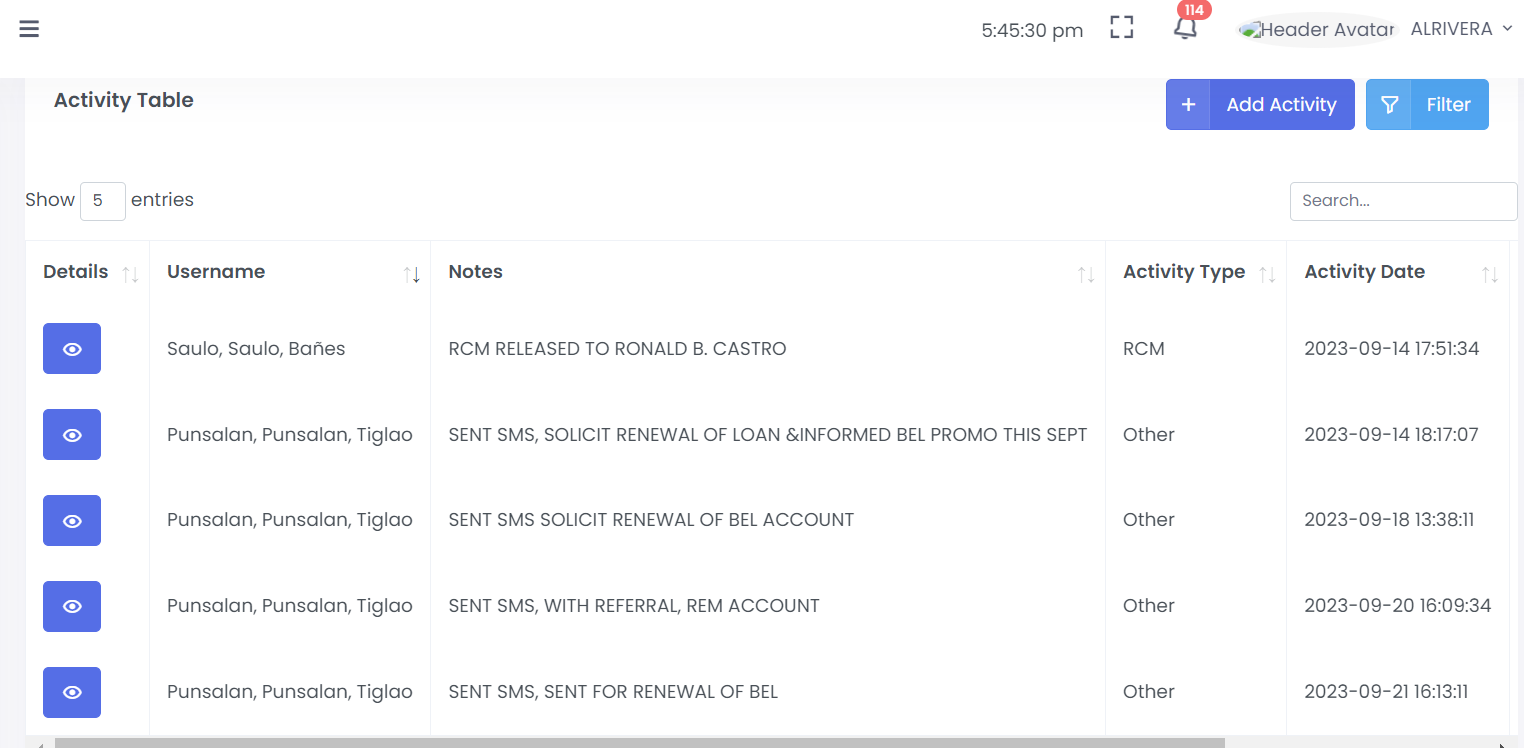 114
5:45:30 pm Header Avatar ALRIVERA
Activity Table
Add Activity Filter
Show 5 entries Search...
Details Username Notes Activity Type Activity Date
Saulo, Saulo, Bañes RCM RELEASED TO RONALD B. CASTRO RCM 2023-09-14 17:51:34
Punsalan, Punsalan, Tiglao SENT SMS, SOLICIT RENEWAL OF LOAN &INFORMED BEL PROMO THIS SEPT Other 2023-09-14 18:17:07
Punsalan, Punsalan, Tiglao SENT SMS SOLICIT RENEWAL OF BEL ACCOUNT Other 2023-09-18 13:38:11
Punsalan, Punsalan, Tiglao SENT SMS, WITH REFERRAL, REM ACCOUNT Other 2023-09-20 16:09:34
Punsalan, Punsalan, Tiglao SENT SMS, SENT FOR RENEWAL OF BEL Other 2023-09-21 16:13:11